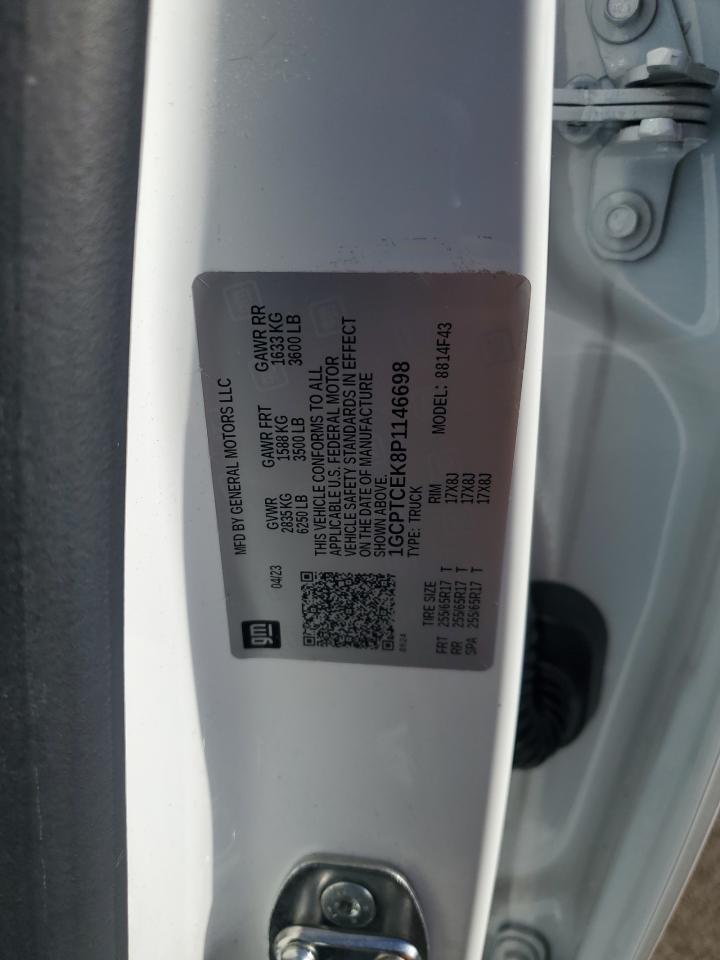 gm
MFD BY GENERAL MOTORS LLC
04/23
GVWR GAWR FRT GAWR RR
2835 KG 1588 KG 1633 KG
6250 LB 3500 LB 3600 LB
THIS VEHICLE CONFORMS TO ALL
APPLICABLE U.S. FEDERAL MOTOR
VEHICLE SAFETY STANDARDS IN EFFECT
ON THE DATE OF MANUFACTURE
SHOWN ABOVE.
1GCPTCEK8P1146698
TYPE: TRUCK MODEL: 8814F43
TIRE SIZE RIM
FRT 255/65R17 T 17X8J
RR 255/65R17 T 17X8J
SPA 255/65R17 T 17X8J